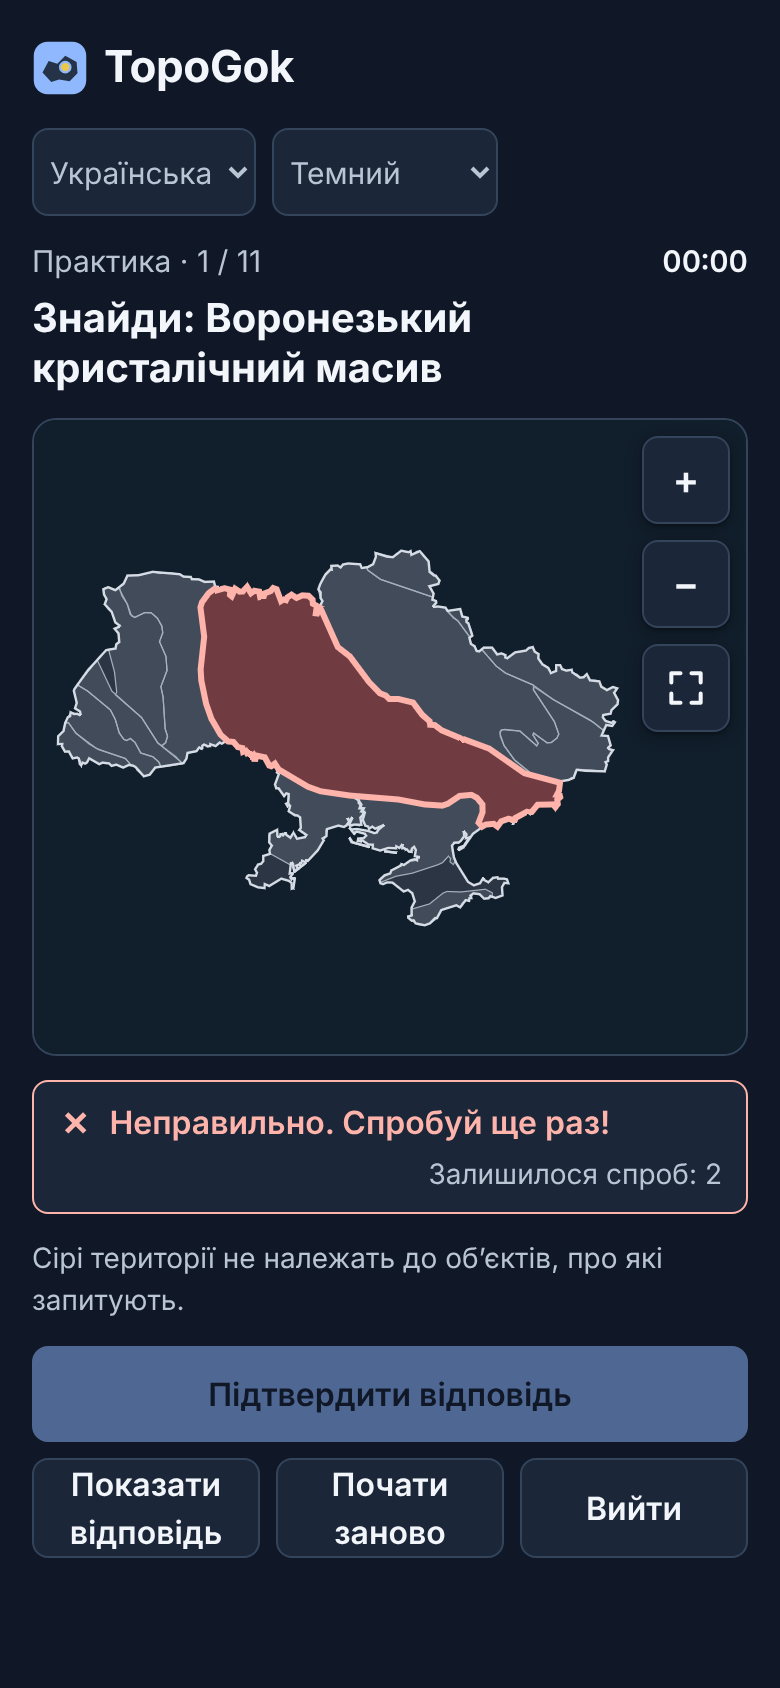 TopoGok
Українська
Темний
Практика · 1 / 11
00:00
Знайди: Воронезький
кристалічний масив
+
−
✕ Неправильно. Спробуй ще раз!
Залишилося спроб: 2
Сірі території не належать до об’єктів, про які
запитують.
Підтвердити відповідь
Показати
відповідь
Почати
заново
Вийти